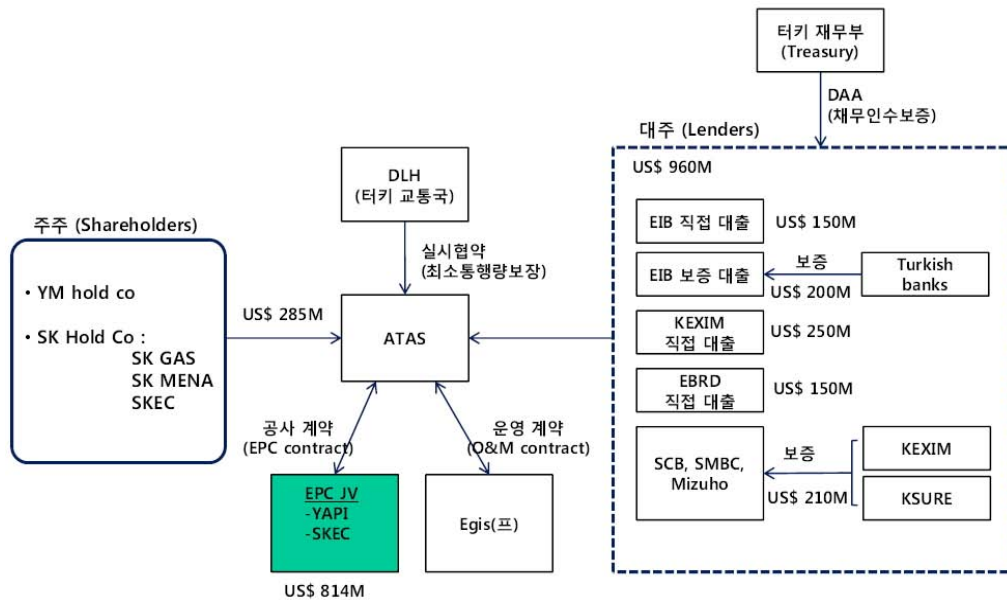 터키 재무부
(Treasury)
DAA
(채무인수보증)
대주 (Lenders)
US$ 960M
DLH
(터키 교통국)
주주 (Shareholders)
EIB 직접 대출
US$ 150M
실시협약
(최소통행량보장)
EIB 보증 대출
보증
US$ 200M
Turkish
banks
• YM hold co
US$ 285M
• SK Hold Co :
SK GAS
SK MENA
SKEC
ATAS
KEXIM
직접 대출
US$ 250M
EBRD
직접 대출
US$ 150M
공사 계약
(EPC contract)
운영 계약
(O&M contract)
SCB, SMBC,
Mizuho
보증
US$ 210M
KEXIM
KSURE
EPC JV
-YAPI
-SKEC
Egis(프)
US$ 814M